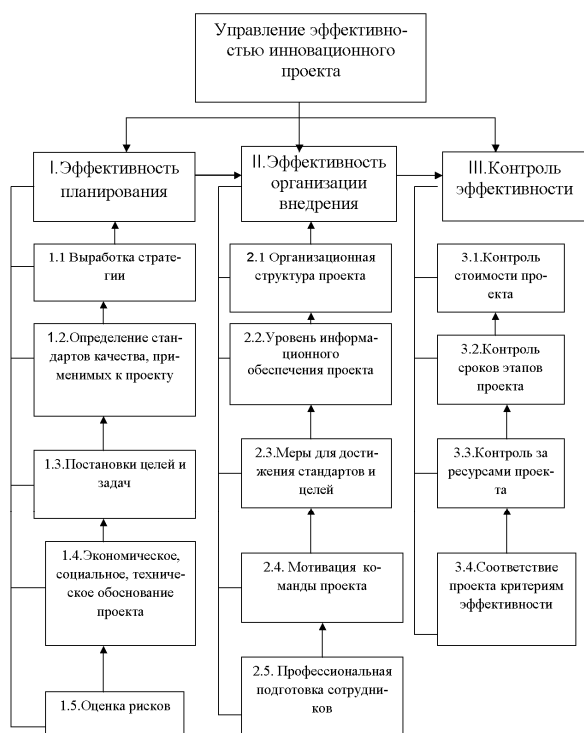 Управление эффективно-
стью инновационного
проекта
I.Эффективность
планирования
II.Эффективность
организации
внедрения
III.Контроль
эффективности
1.1 Выработка страте-
гии
1.2.Определение стан-
дартов качества, при-
менимых к проекту
1.3.Постановки целей и
задач
1.4.Экономическое,
социальное, техниче-
ское обоснование
проекта
1.5.Оценка рисков
2.1 Организационная
структура проекта
2.2.Уровень информа-
ционного
обеспечения проекта
2.3.Меры для дости-
жения стандартов и
целей
2.4. Мотивация команды проекта
2.5. Профессиональная
подготовка сотрудни-
ков
3.1.Контроль
стоимости про-
екта
3.2.Контроль
сроков этапов
проекта
3.3.Контроль за
ресурсами проек-
та
3.4.Соответствие
проекта критериям
эффективности